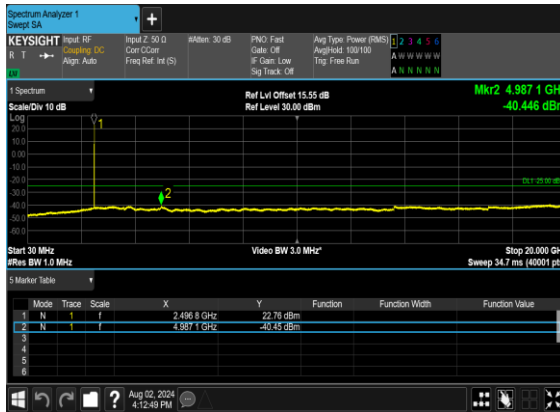 Spectrum Analyzer 1
Swept SA
KEYSIGHT Input: RF Input Z: 50 Ω #Atten: 30 dB PNO: Fast Avg Type: Power (RMS) 1 2 3 4 5 6
R T Coupling: DC Corr CCorr Gate: Off Avg|Hold: 100/100 A W W W W W
Align: Auto Freq Ref: Int (S) IF Gain: Low Trig: Free Run
Sig Track: Off A N N N N N
1 Spectrum
Ref Lvl Offset 15.55 dB Mkr2 4.987 1 GH
Scale/Div 10 dB Ref Level 30.00 dBm -40.446 dB
Log
20.0
10.0
0.00
-10.0
-20.0
DL1 -25.00 dB
-30.0
-40.0
-50.0
-60.0
1
2
Start 30 MHz Video BW 3.0 MHz* Stop 20.000 GH
#Res BW 1.0 MHz Sweep 34.7 ms (40001 pt
5 Marker Table
Mode Trace Scale X Y Function Function Width Function Value
1 N 1 f 2.496 8 GHz 22.76 dBm
2 N 1 f 4.987 1 GHz -40.45 dBm
3
4
5
6
Aug 02, 2024
4:12:49 PM